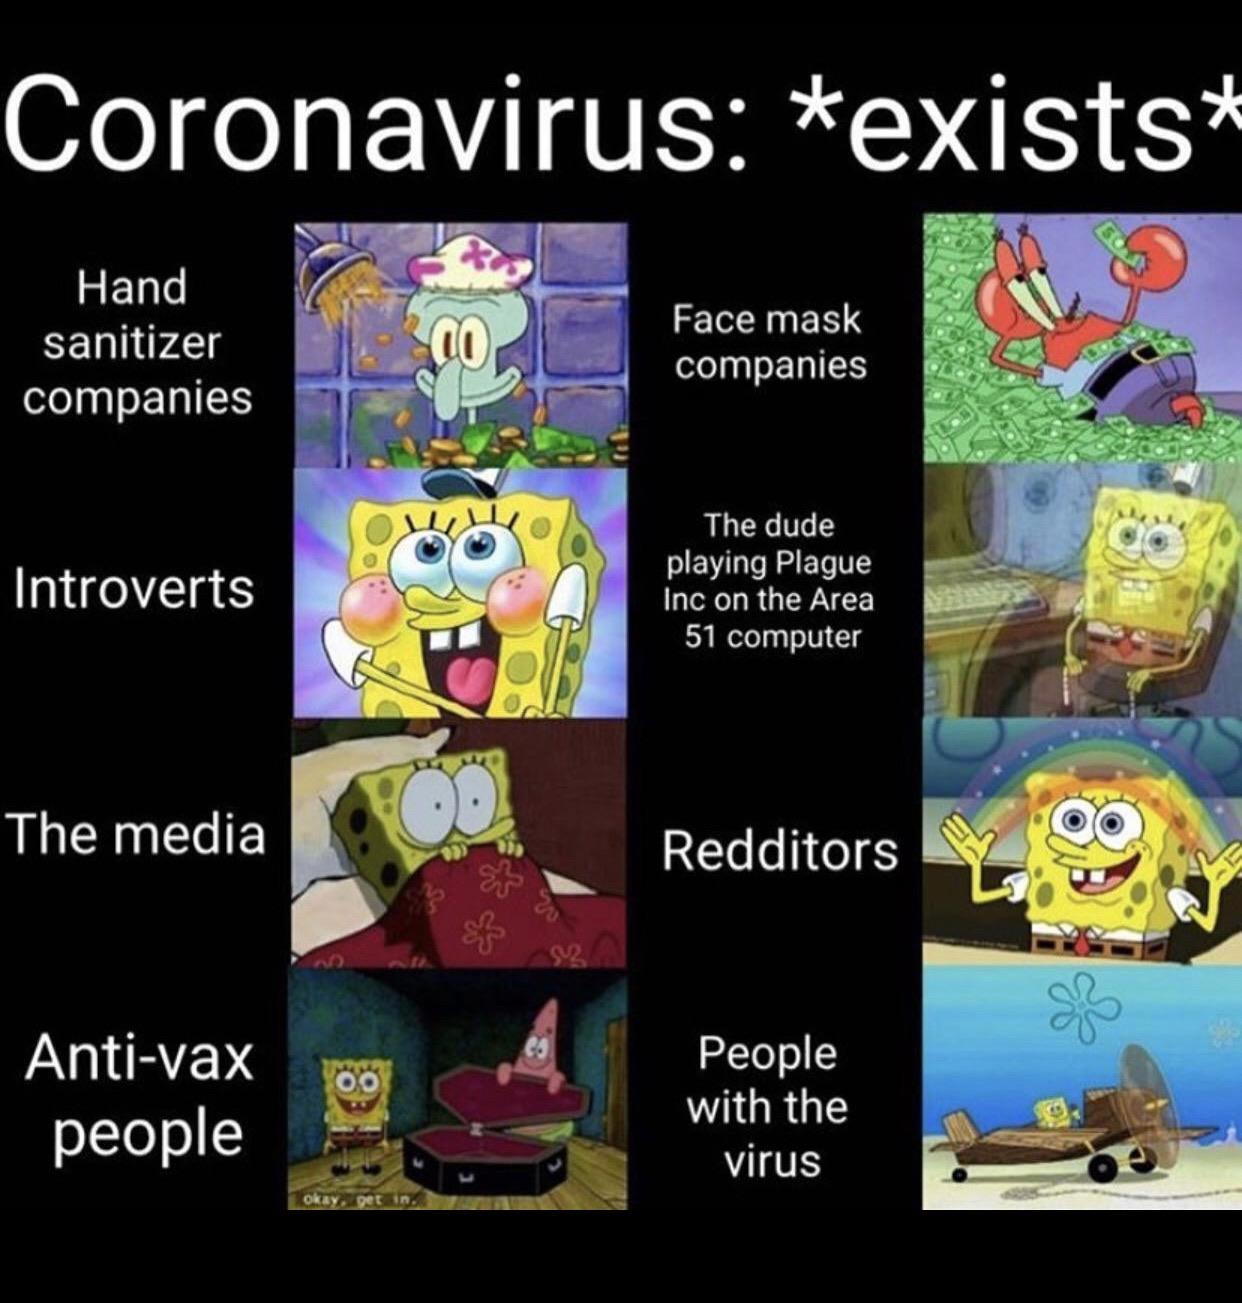 Coronavirus: *exists*
Hand
sanitizer
companies
Face mask
companies
Introverts
The dude
playing Plague
Inc on the Area
51 computer
The media
Redditors
Anti-vax
people
okay, get in.
People
with the
virus